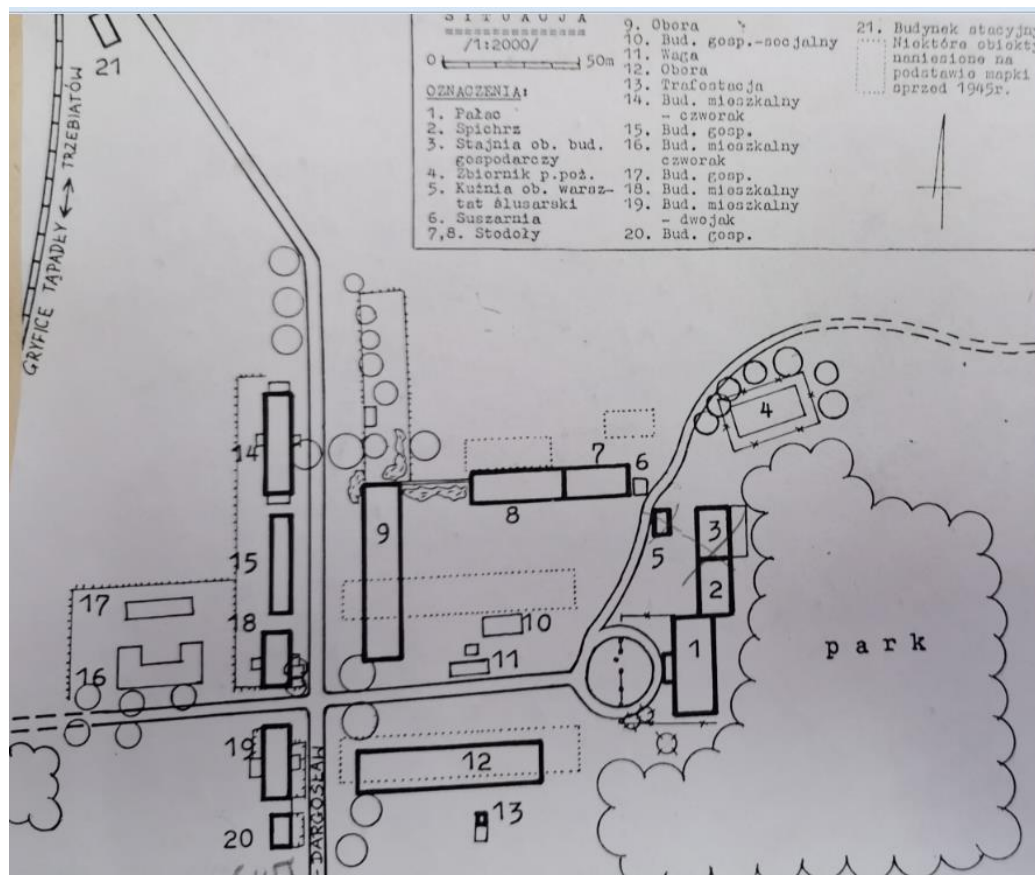 SYTUACJA
/1:2000/
0 50m
OZNACZENIA:
1. Pałac
2. Spichrz
3. Stajnia ob. bud.
gospodarczy
4. Zbiornik p.poż.
5. Kuźnia ob. warsz-
tat ślusarski
6. Suszarnia
7,8. Stodoły
9. Obora
10. Bud. gosp.-socjalny
11. Waga
12. Obora
13. Trafostacja
14. Bud. mieszkalny
- czworak
15. Bud. gosp.
16. Bud. mieszkalny
czworak
17. Bud. gosp.
18. Bud. mieszkalny
19. Bud. mieszkalny
- dwojak
20. Bud. gosp.
21. Budynek stacyjny
Niektóre obiekty
naniesione na
podstawie mapki
sprzed 1945r.
21
GRYFICE TĄPADŁY ↔ TRZEBIATÓW
4
14
7
6
8
9
3
5
15
2
17
10
18
1
park
11
16
19
12
13
20
-DARGOSŁAW